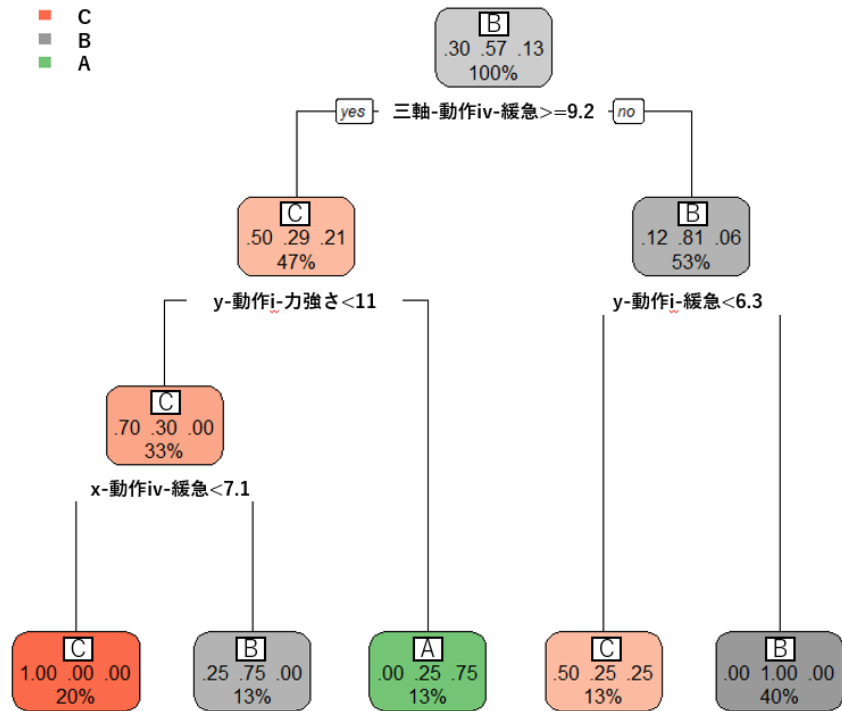 C
B
A
B
.30 .57 .13
100%
yes 三軸-動作iv-緩急>=9.2 no
C
.50 .29 .21
47%
B
.12 .81 .06
53%
y-動作i-力強さ<11
y-動作i-緩急<6.3
C
.70 .30 .00
33%
x-動作iv-緩急<7.1
C
1.00 .00 .00
20%
B
.25 .75 .00
13%
A
.00 .25 .75
13%
C
.50 .25 .25
13%
B
.00 1.00 .00
40%